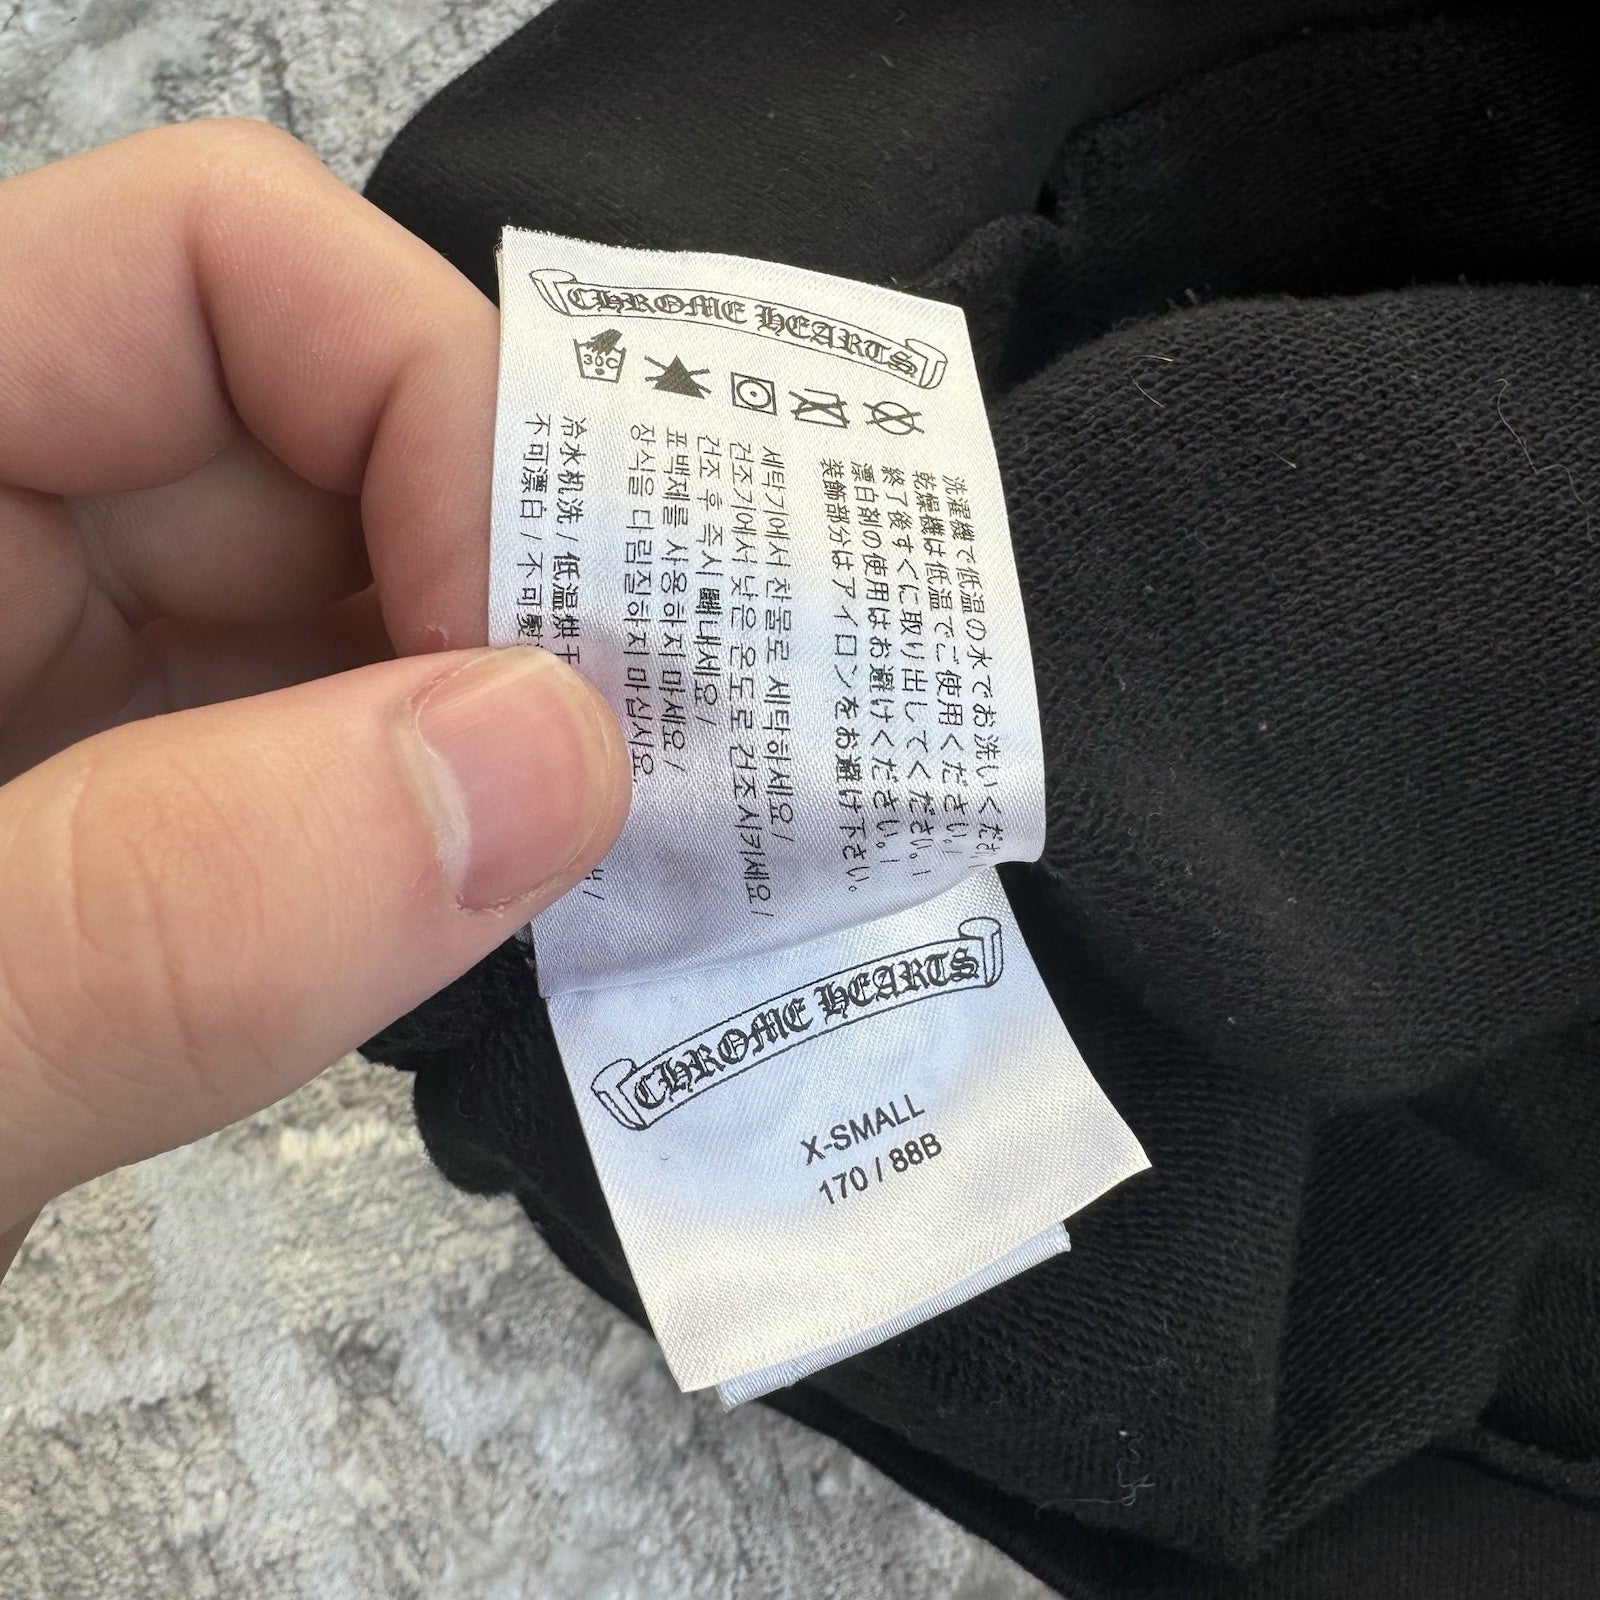 CHROME HEARTS
30C
洗濯機で低温の水でお洗いください。/
乾燥機は低温でご使用ください。/
終了後すぐに取り出してください。/
漂白剤の使用はお避けください。/
装飾部分はアイロンをお避け下さい。
세탁기에서 찬물로 세탁하세요/
건조기에서 낮은 온도로 건조시키세요/
건조 후 즉시 빼내세요/
표백제를 사용하지 마세요/
장식을 다림질하지 마십시요.
冷水机洗 / 低温烘干
不可漂白 / 不可熨
CHROME HEARTS
X-SMALL
170 / 88B